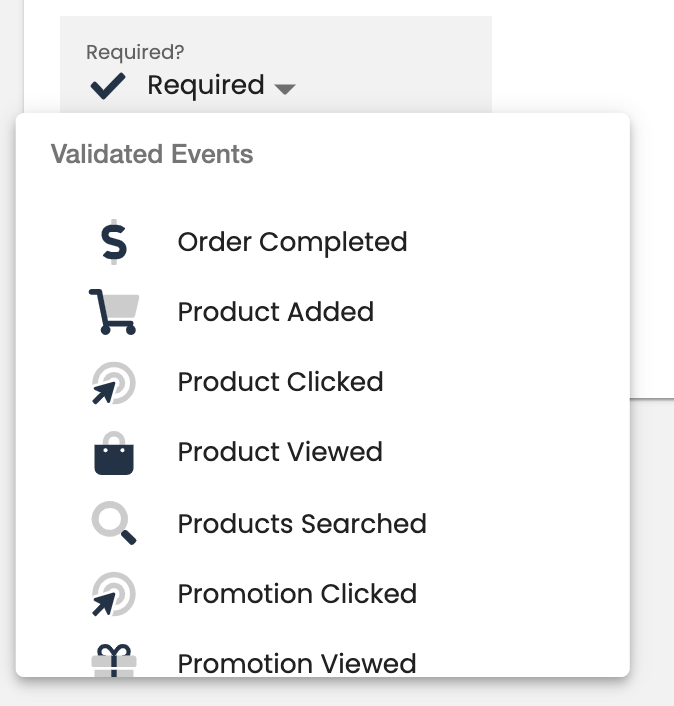 Required?
Required
Validated Events
Order Completed
Product Added
Product Clicked
Product Viewed
Products Searched
Promotion Clicked
Promotion Viewed